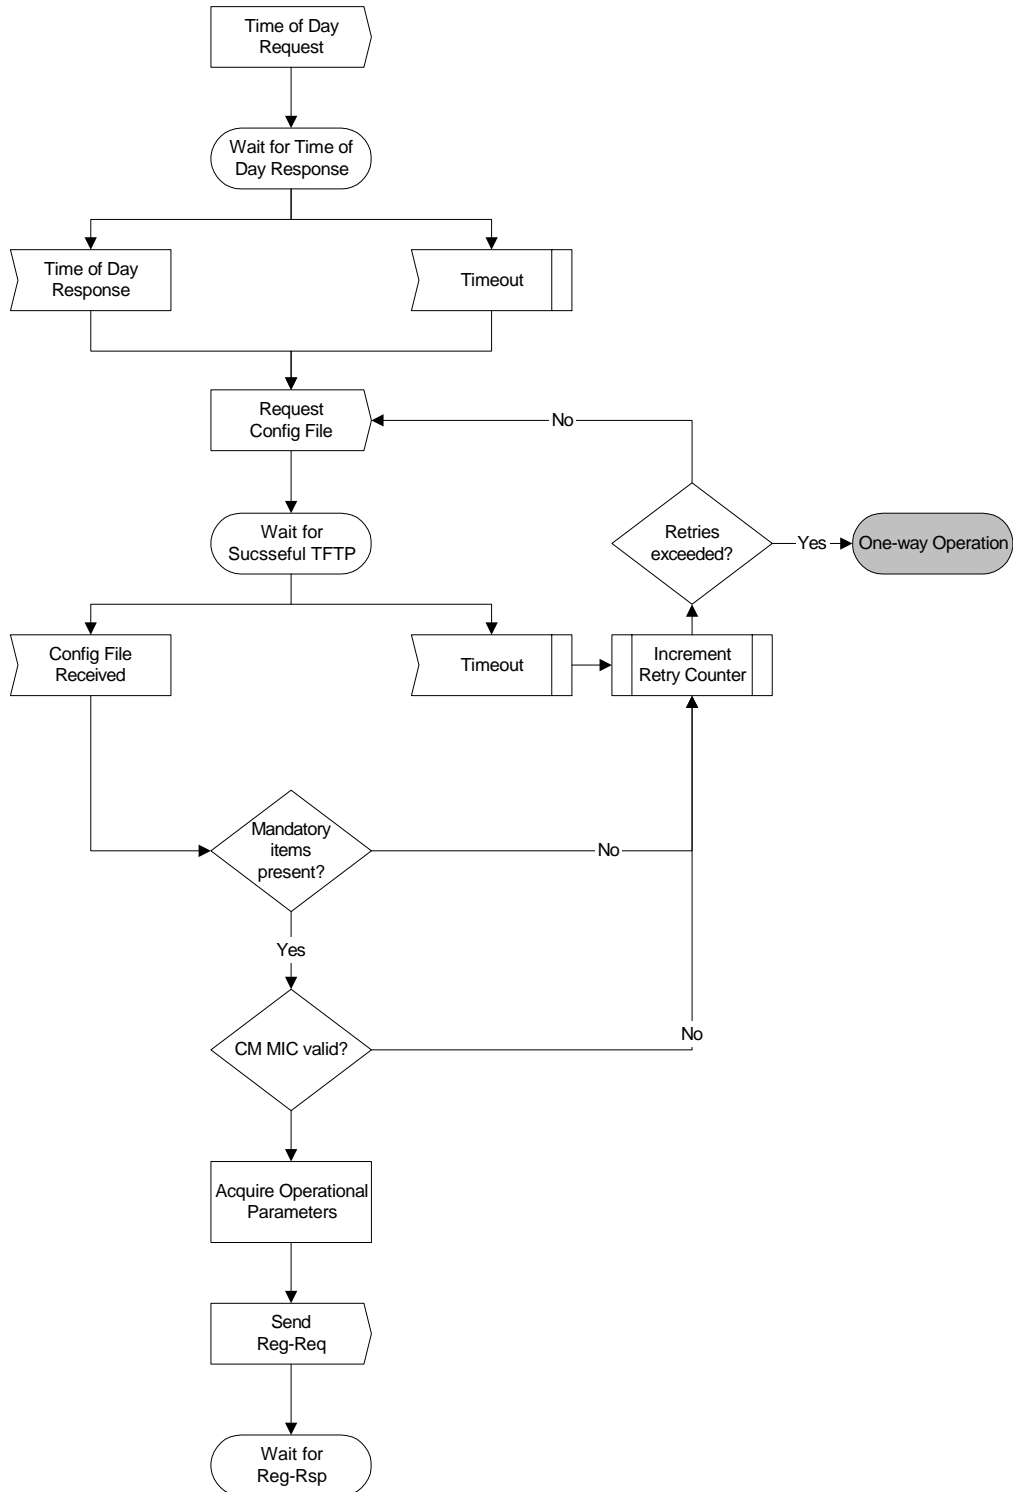 Time of Day
Request
Wait for Time of
Day Response
Time of Day
Response
Timeout
Request
Config File
No
Wait for
Sucsseful TFTP
Retries
exceeded?
Yes
One-way Operation
Config File
Received
Timeout
Increment
Retry Counter
Mandatory
items
present?
No
Yes
CM MIC valid?
No
Acquire Operational
Parameters
Send
Reg-Req
Wait for
Reg-Rsp